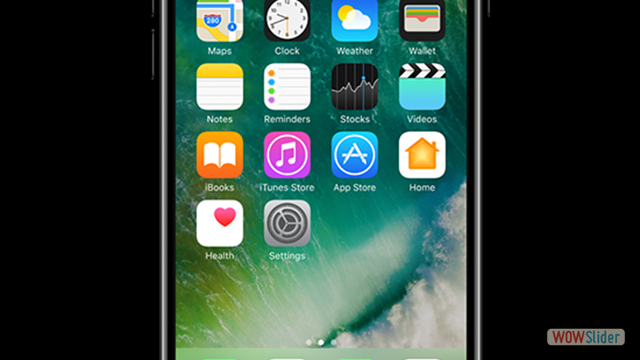 280
Maps Clock Weather Wallet
Notes Reminders Stocks Videos
iBooks iTunes Store App Store Home
Health Settings
WOWSlider